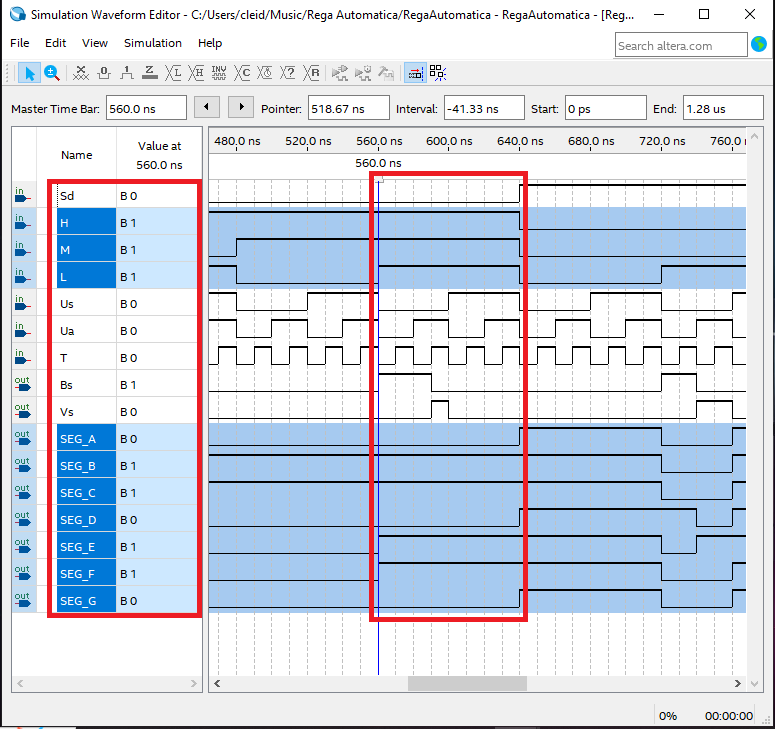 Simulation Waveform Editor - C:/Users/cleid/Music/Rega Automatica/RegaAutomatica - RegaAutomatica - [Reg...
File Edit View Simulation Help
Search altera.com
Master Time Bar: 560.0 ns Pointer: 518.67 ns Interval: -41.33 ns Start: 0 ps End: 1.28 us
Name Value at 560.0 ns
480.0 ns 520.0 ns 560.0 ns 600.0 ns 640.0 ns 680.0 ns 720.0 ns 760.0
560.0 ns
in Sd B 0
in H B 1
in M B 1
in L B 1
in Us B 0
in Ua B 0
in T B 0
out Bs B 1
out Vs B 0
out SEG_A B 0
out SEG_B B 1
out SEG_C B 1
out SEG_D B 0
out SEG_E B 1
out SEG_F B 1
out SEG_G B 0
0% 00:00:00